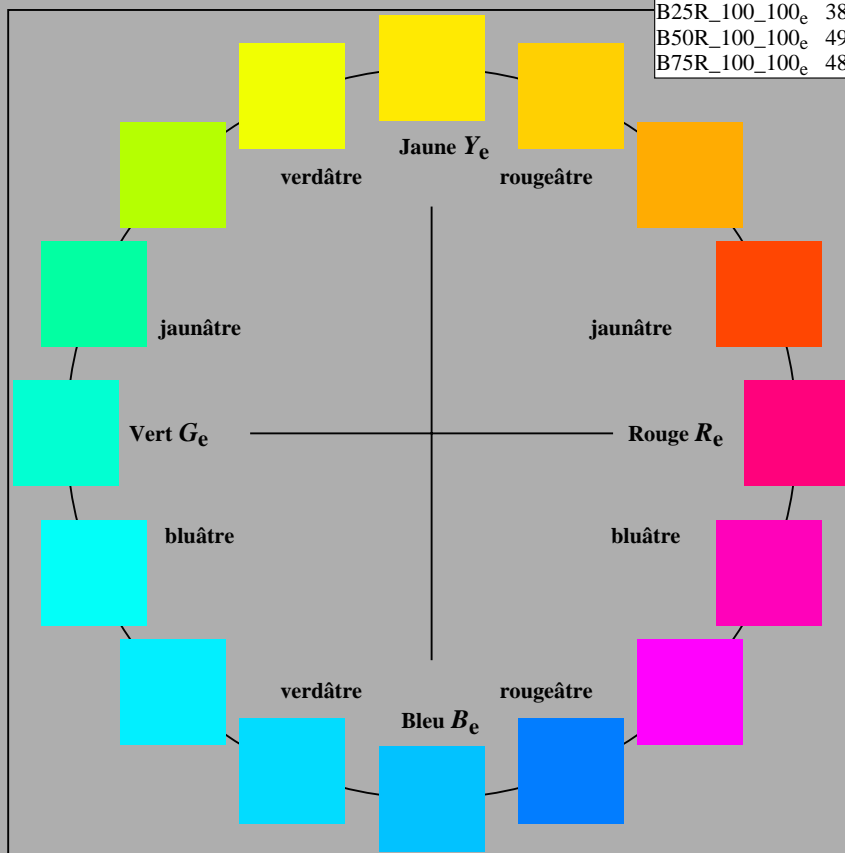 B25R_100_100e 38
B50R_100_100e 49
B75R_100_100e 48
Jaune Ye
verdâtre rougeâtre
jaunâtre jaunâtre
Vert Ge Rouge Re
bluâtre bluâtre
verdâtre rougeâtre
Bleu Be